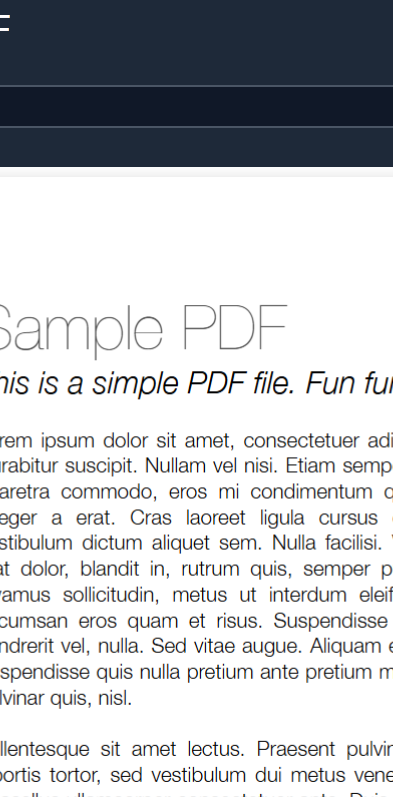 Sample PDF
his is a simple PDF file. Fun fu
rem ipsum dolor sit amet, consectetuer adi
urabitur suscipit. Nullam vel nisi. Etiam semp
aretra commodo, eros mi condimentum q
eger a erat. Cras laoreet ligula cursus
stibulum dictum aliquet sem. Nulla facilisi.
at dolor, blandit in, rutrum quis, semper p
vamus sollicitudin, metus ut interdum eleif
cumsan eros quam et risus. Suspendisse
ndrerit vel, nulla. Sed vitae augue. Aliquam e
spendisse quis nulla pretium ante pretium m
lvinar quis, nisl.
llentesque sit amet lectus. Praesent pulvin
bortis tortor, sed vestibulum dui metus vene